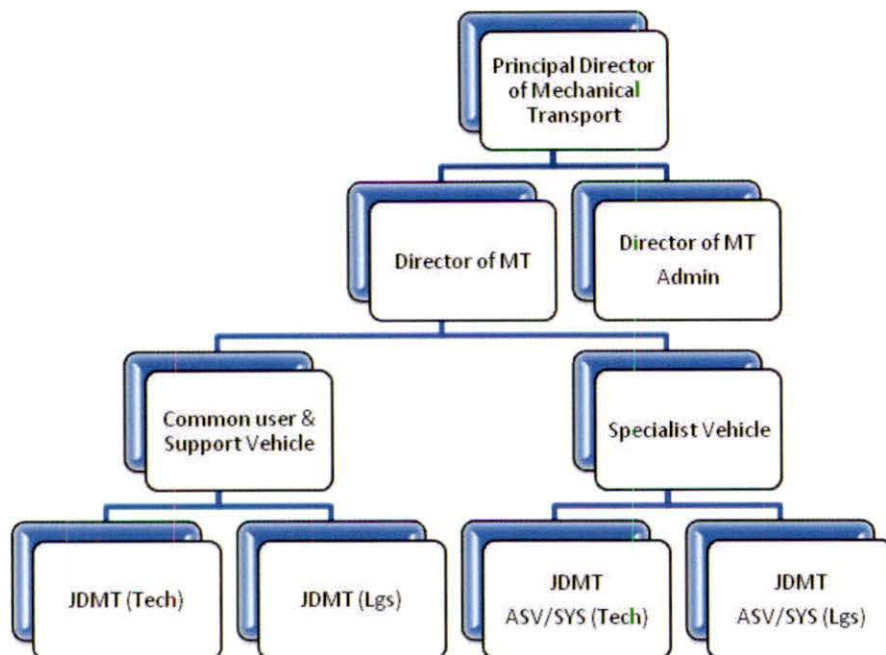 Principal Director
of Mechanical
Transport
Director of MT
Director of MT
Admin
Common user &
Support Vehicle
Specialist Vehicle
JDMT (Tech)
JDMT (Lgs)
JDMT
ASV/SYS (Tech)
JDMT
ASV/SYS (Lgs)